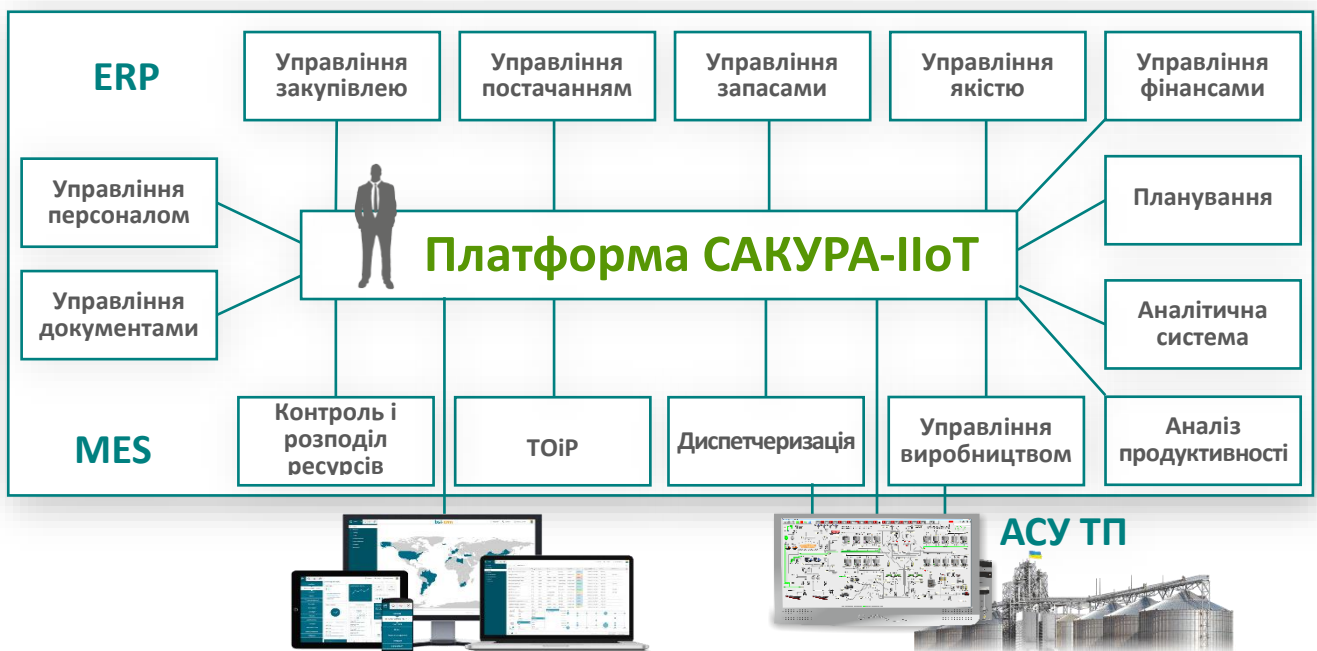 ERP
Управління
закупівлею
Управління
постачанням
Управління
запасами
Управління
якістю
Управління
фінансами
Управління
персоналом
Планування
Платформа САКУРА-ІІоТ
Управління
документами
Аналітична
система
MES
Контроль і
розподіл
ресурсів
ТОіР
Диспетчеризація
Управління
виробництвом
Аналіз
продуктивності
АСУ ТП